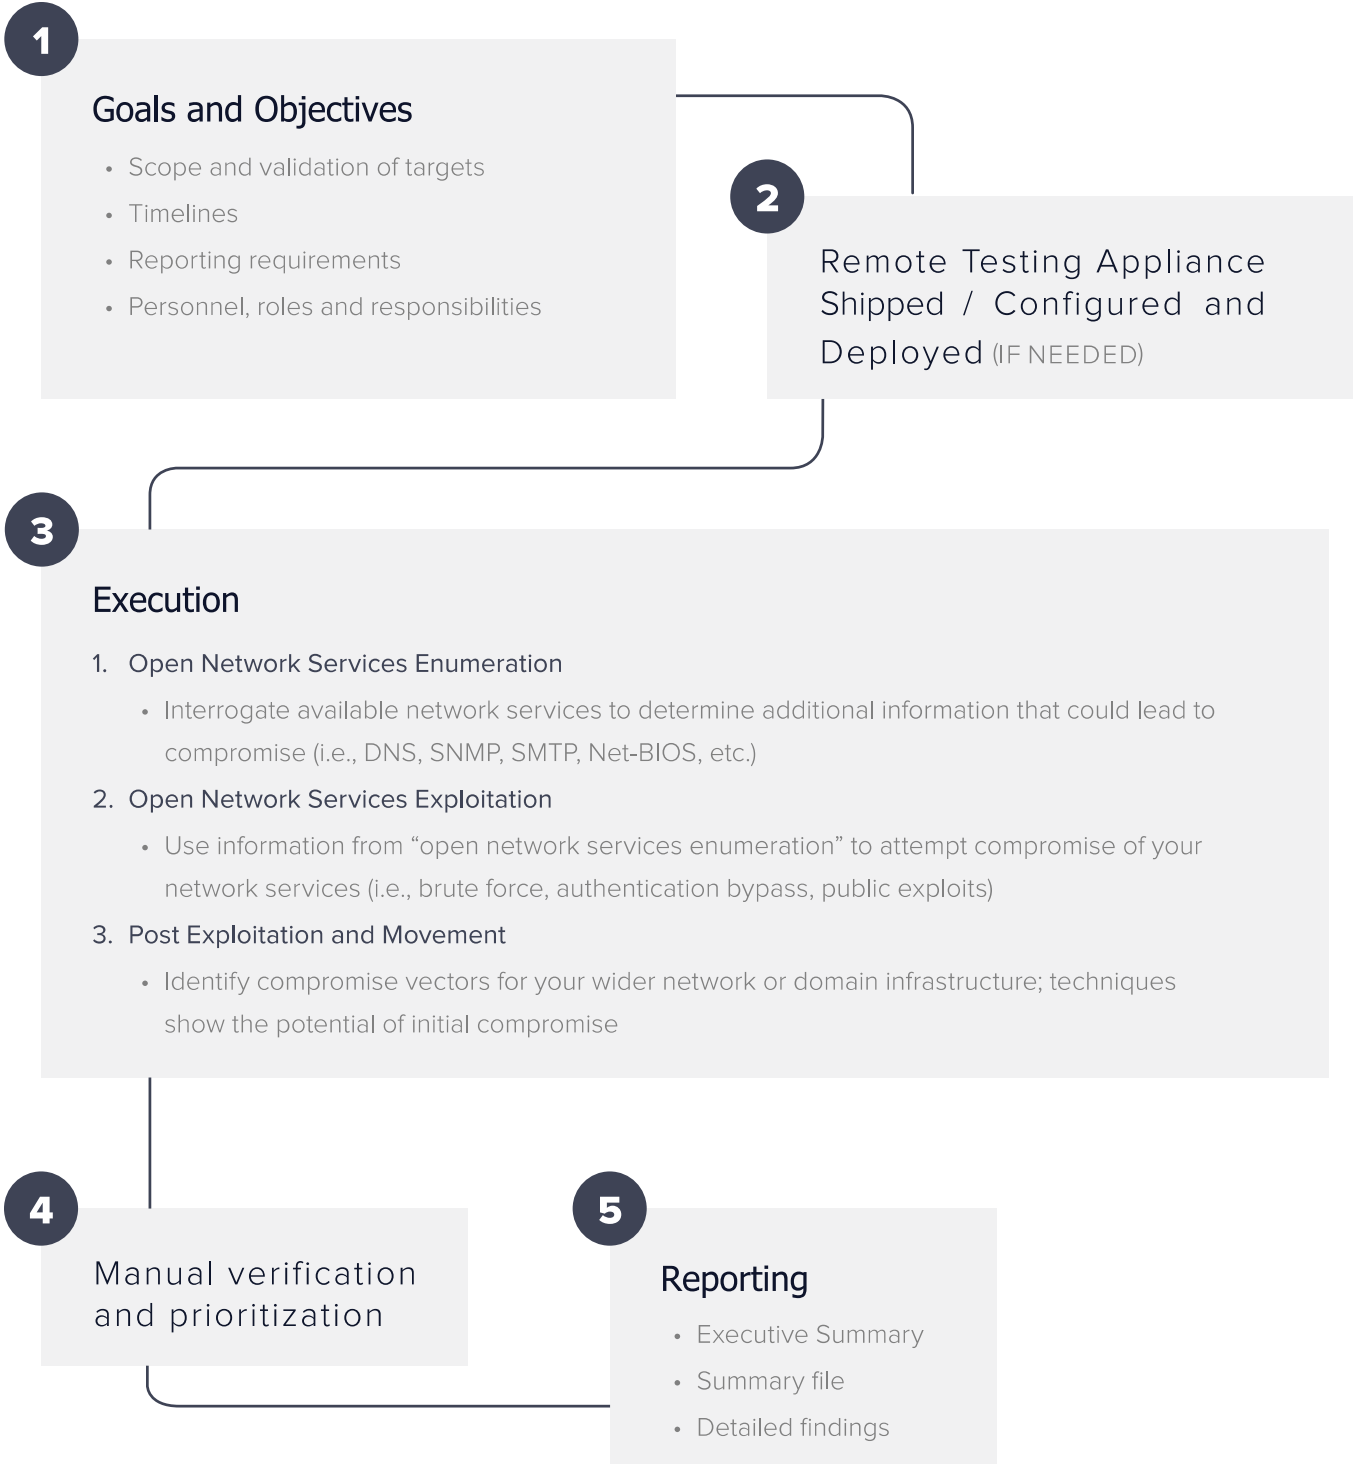 1
Goals and Objectives
• Scope and validation of targets
• Timelines
• Reporting requirements
• Personnel, roles and responsibilities
2
Remote Testing Appliance
Shipped / Configured and
Deployed (IF NEEDED)
3
Execution
1. Open Network Services Enumeration
• Interrogate available network services to determine additional information that could lead to
compromise (i.e., DNS, SNMP, SMTP, Net-BIOS, etc.)
2. Open Network Services Exploitation
• Use information from “open network services enumeration” to attempt compromise of your
network services (i.e., brute force, authentication bypass, public exploits)
3. Post Exploitation and Movement
• Identify compromise vectors for your wider network or domain infrastructure; techniques
show the potential of initial compromise
4
Manual verification
and prioritization
5
Reporting
• Executive Summary
• Summary file
• Detailed findings